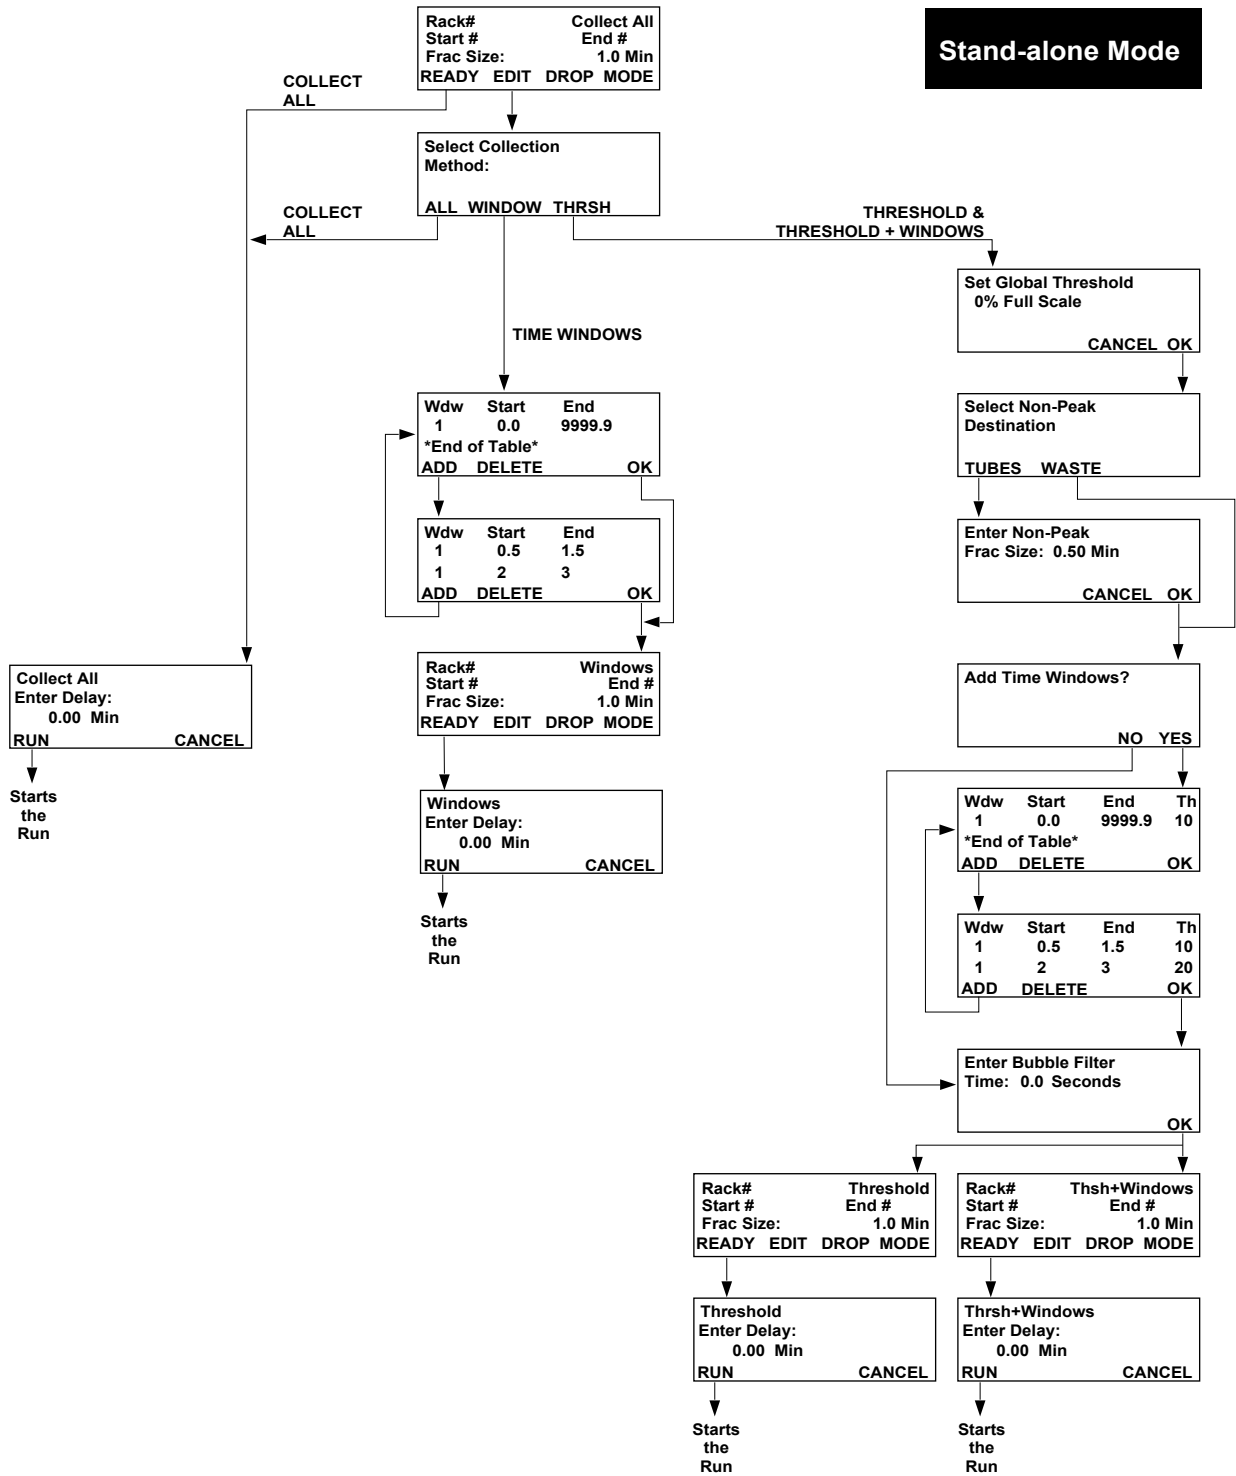 Stand-alone Mode
Rack# Collect All
Start # End #
Frac Size: 1.0 Min
READY EDIT DROP MODE
COLLECT
ALL
Select Collection
Method:
ALL WINDOW THRSH
COLLECT
ALL
THRESHOLD &
THRESHOLD + WINDOWS
TIME WINDOWS
Set Global Threshold
0% Full Scale
CANCEL OK
Wdw Start End
1 0.0 9999.9
*End of Table*
ADD DELETE OK
Select Non-Peak
Destination
TUBES WASTE
Wdw Start End
1 0.5 1.5
1 2 3
ADD DELETE OK
Enter Non-Peak
Frac Size: 0.50 Min
CANCEL OK
Collect All
Enter Delay:
0.00 Min
RUN CANCEL
Starts
the
Run
Rack# Windows
Start # End #
Frac Size: 1.0 Min
READY EDIT DROP MODE
Windows
Enter Delay:
0.00 Min
RUN CANCEL
Starts
the
Run
Add Time Windows?
NO YES
Wdw Start End Th
1 0.0 9999.9 10
*End of Table*
ADD DELETE OK
Wdw Start End Th
1 0.5 1.5 10
1 2 3 20
ADD DELETE OK
Enter Bubble Filter
Time: 0.0 Seconds
OK
Rack# Threshold
Start # End #
Frac Size: 1.0 Min
READY EDIT DROP MODE
Threshold
Enter Delay:
0.00 Min
RUN CANCEL
Starts
the
Run
Rack# Thsh+Windows
Start # End #
Frac Size: 1.0 Min
READY EDIT DROP MODE
Thrsh+Windows
Enter Delay:
0.00 Min
RUN CANCEL
Starts
the
Run